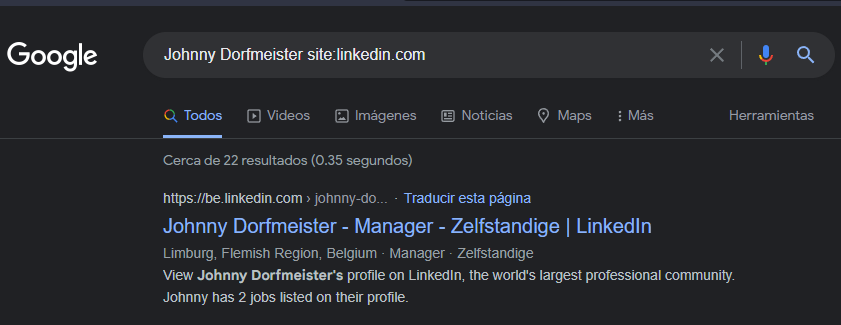 Google
Johnny Dorfmeister site:linkedin.com
Todos Videos Imágenes Noticias Maps Más Herramientas
Cerca de 22 resultados (0.35 segundos)
https://be.linkedin.com › johnny-do... · Traducir esta página
Johnny Dorfmeister - Manager - Zelfstandige | LinkedIn
Limburg, Flemish Region, Belgium · Manager · Zelfstandige
View Johnny Dorfmeister's profile on LinkedIn, the world's largest professional community.
Johnny has 2 jobs listed on their profile.